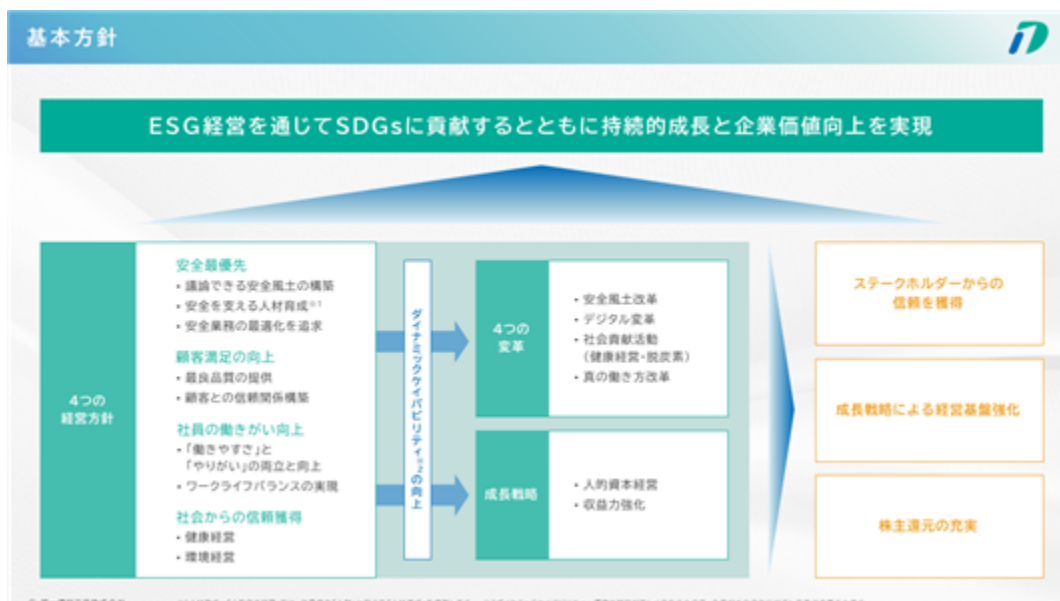 基本方針
ESG経営を通じてSDGsに貢献するとともに持続的成長と企業価値向上を実現
4つの
経営方針
安全最優先
・議論できる安全風土の構築
・安全を支える人材育成※1
・安全業務の最適化を追求
顧客満足の向上
・最良品質の提供
・顧客との信頼関係構築
社員の働きがい向上
・「働きやすさ」と
「やりがい」の両立と向上
・ワークライフバランスの実現
社会からの信頼獲得
・健康経営
・環境経営
ダイナミックケイパビリティ※2の向上
4つの
変革
・安全風土改革
・デジタル変革
・社会貢献活動
（健康経営・脱炭素）
・真の働き方改革
成長戦略
・人的資本経営
・収益力強化
ステークホルダーからの
信頼を獲得
成長戦略による経営基盤強化
株主還元の充実